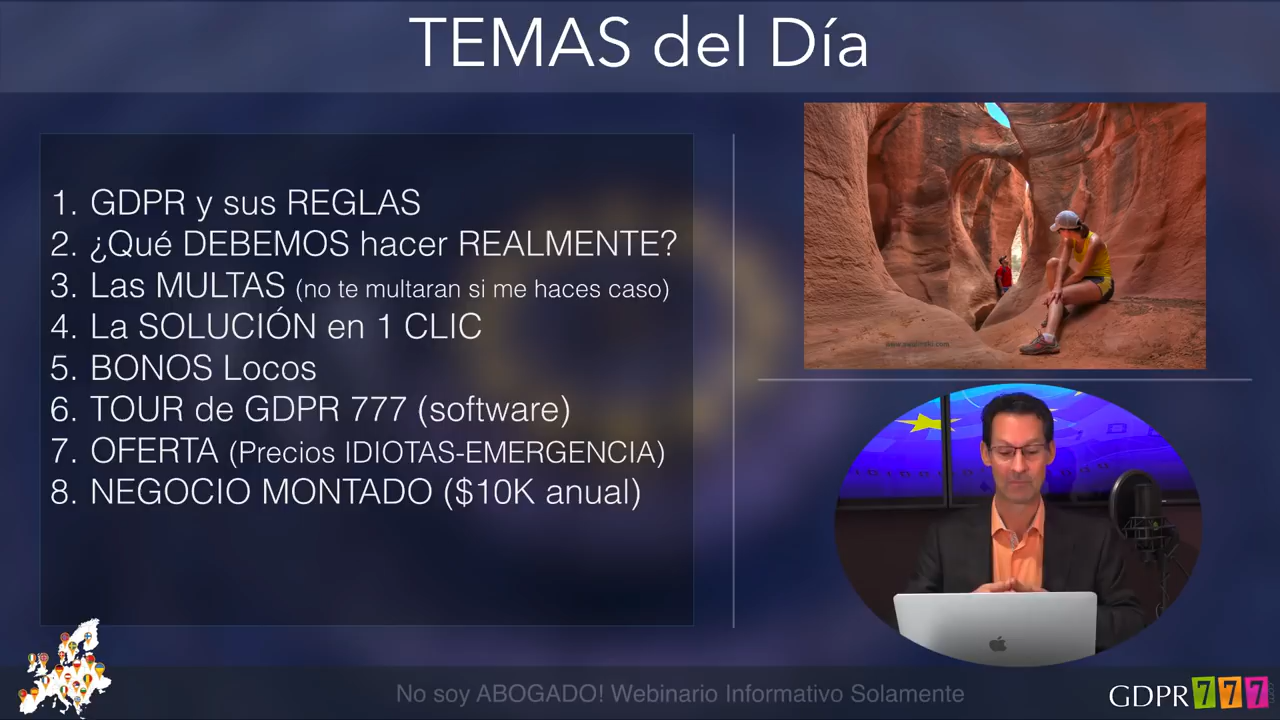 TEMAS del Día
1. GDPR y sus REGLAS
2. ¿Qué DEBEMOS hacer REALMENTE?
3. Las MULTAS (no te multaran si me haces caso)
4. La SOLUCIÓN en 1 CLIC
5. BONOS Locos
6. TOUR de GDPR 777 (software)
7. OFERTA (Precios IDIOTAS-EMERGENCIA)
8. NEGOCIO MONTADO ($10K anual)
No soy ABOGADO! Webinario Informativo Solamente
GDPR 777